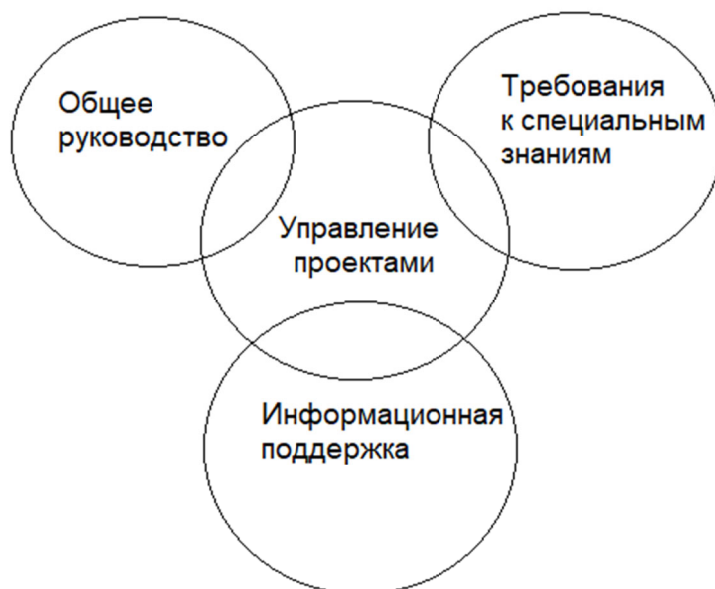 Общее
руководство
Требования
к специальным
знаниям
Управление
проектами
Информационная
поддержка